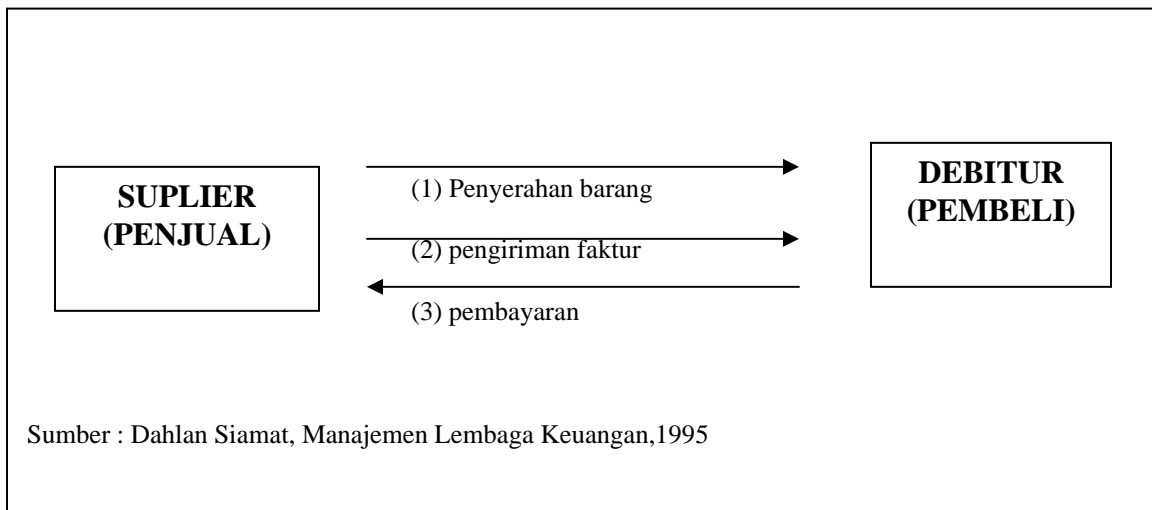 SUPLIER
(PENJUAL)
(1) Penyerahan barang
(2) pengiriman faktur
(3) pembayaran
DEBITUR
(PEMBELI)
Sumber : Dahlan Siamat, Manajemen Lembaga Keuangan,1995